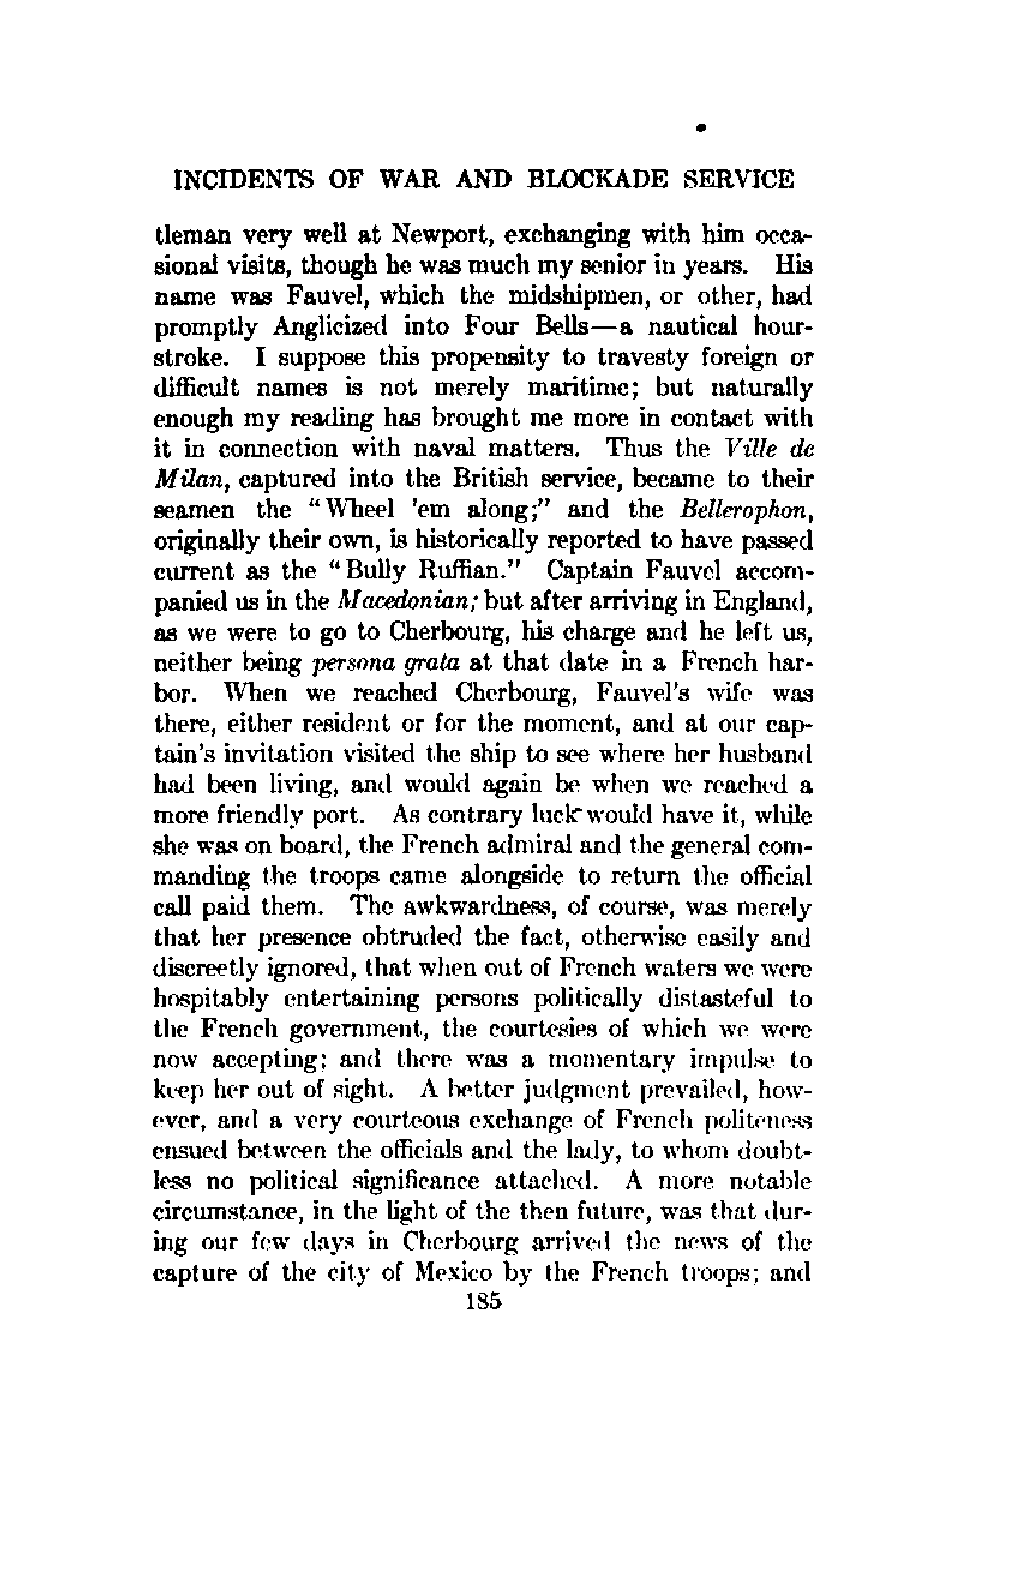 INCIDENTS OF WAR AND BLOCKADE SERVICE
tleman very well at Newport, exchanging with him occa-
sional visits, though he was much my senior in years. His
name was Fauvel, which the midshipmen, or other, had
promptly Anglicized into Four Bells—a nautical hour-
stroke. I suppose this propensity to travesty foreign or
difficult names is not merely maritime; but naturally
enough my reading has brought me more in contact with
it in connection with naval matters. Thus the Ville de
Milan, captured into the British service, became to their
seamen the "Wheel 'em along;" and the Bellerophon,
originally their own, is historically reported to have passed
current as the "Bully Ruffian." Captain Fauvel accom-
panied us in the Macedonian; but after arriving in England,
as we were to go to Cherbourg, his charge and he left us,
neither being persona grata at that date in a French har-
bor. When we reached Cherbourg, Fauvel's wife was
there, either resident or for the moment, and at our cap-
tain's invitation visited the ship to see where her husband
had been living, and would again be when we reached a
more friendly port. As contrary luck would have it, while
she was on board, the French admiral and the general com-
manding the troops came alongside to return the official
call paid them. The awkwardness, of course, was merely
that her presence obtruded the fact, otherwise easily and
discreetly ignored, that when out of French waters we were
hospitably entertaining persons politically distasteful to
the French government, the courtesies of which we were
now accepting; and there was a momentary impulse to
keep her out of sight. A better judgment prevailed, how-
ever, and a very courteous exchange of French politeness
ensued between the officials and the lady, to whom doubt-
less no political significance attached. A more notable
circumstance, in the light of the then future, was that dur-
ing our few days in Cherbourg arrived the news of the
capture of the city of Mexico by the French troops; and
185